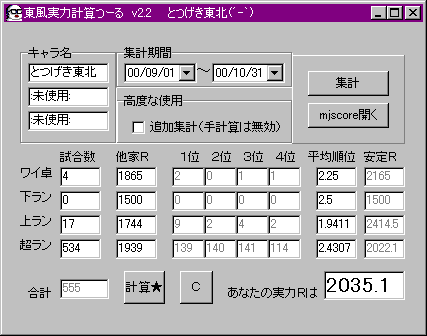 東風実力計算つーる v2.2 とつげき東北(´ｰ`)
キャラ名
とつげき東北
:未使用:
:未使用:
集計期間
00/09/01 ～ 00/10/31
高度な使用
追加集計(手計算は無効)
集計
mjscore開く
試合数 他家R 1位 2位 3位 4位 平均順位 安定R
ワイ卓 4 1865 2 0 1 1 2.25 2165
下ラン 0 1500 0 0 0 0 2.5 1500
上ラン 17 1744 9 2 4 2 1.9411 2414.5
超ラン 534 1939 139 140 141 114 2.4307 2022.1
合計 555 計算★ C あなたの実力Rは 2035.1